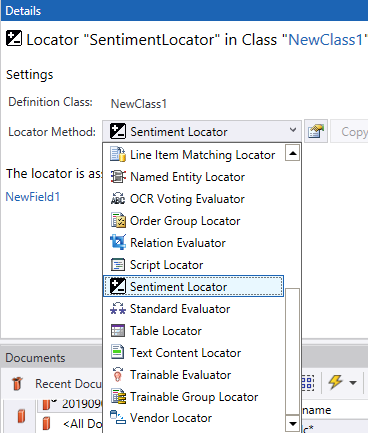 Details
Locator "SentimentLocator" in Class "NewClass1"
Settings
Definition Class: NewClass1
Locator Method: Sentiment Locator Copy
Line Item Matching Locator
The locator is ass
Named Entity Locator
NewField1
OCR Voting Evaluator
Order Group Locator
Relation Evaluator
Script Locator
Sentiment Locator
Standard Evaluator
Table Locator
Documents
Text Content Locator
Recent Docu
Trainable Evaluator
Trainable Group Locator
name
<All Do
Vendor Locator